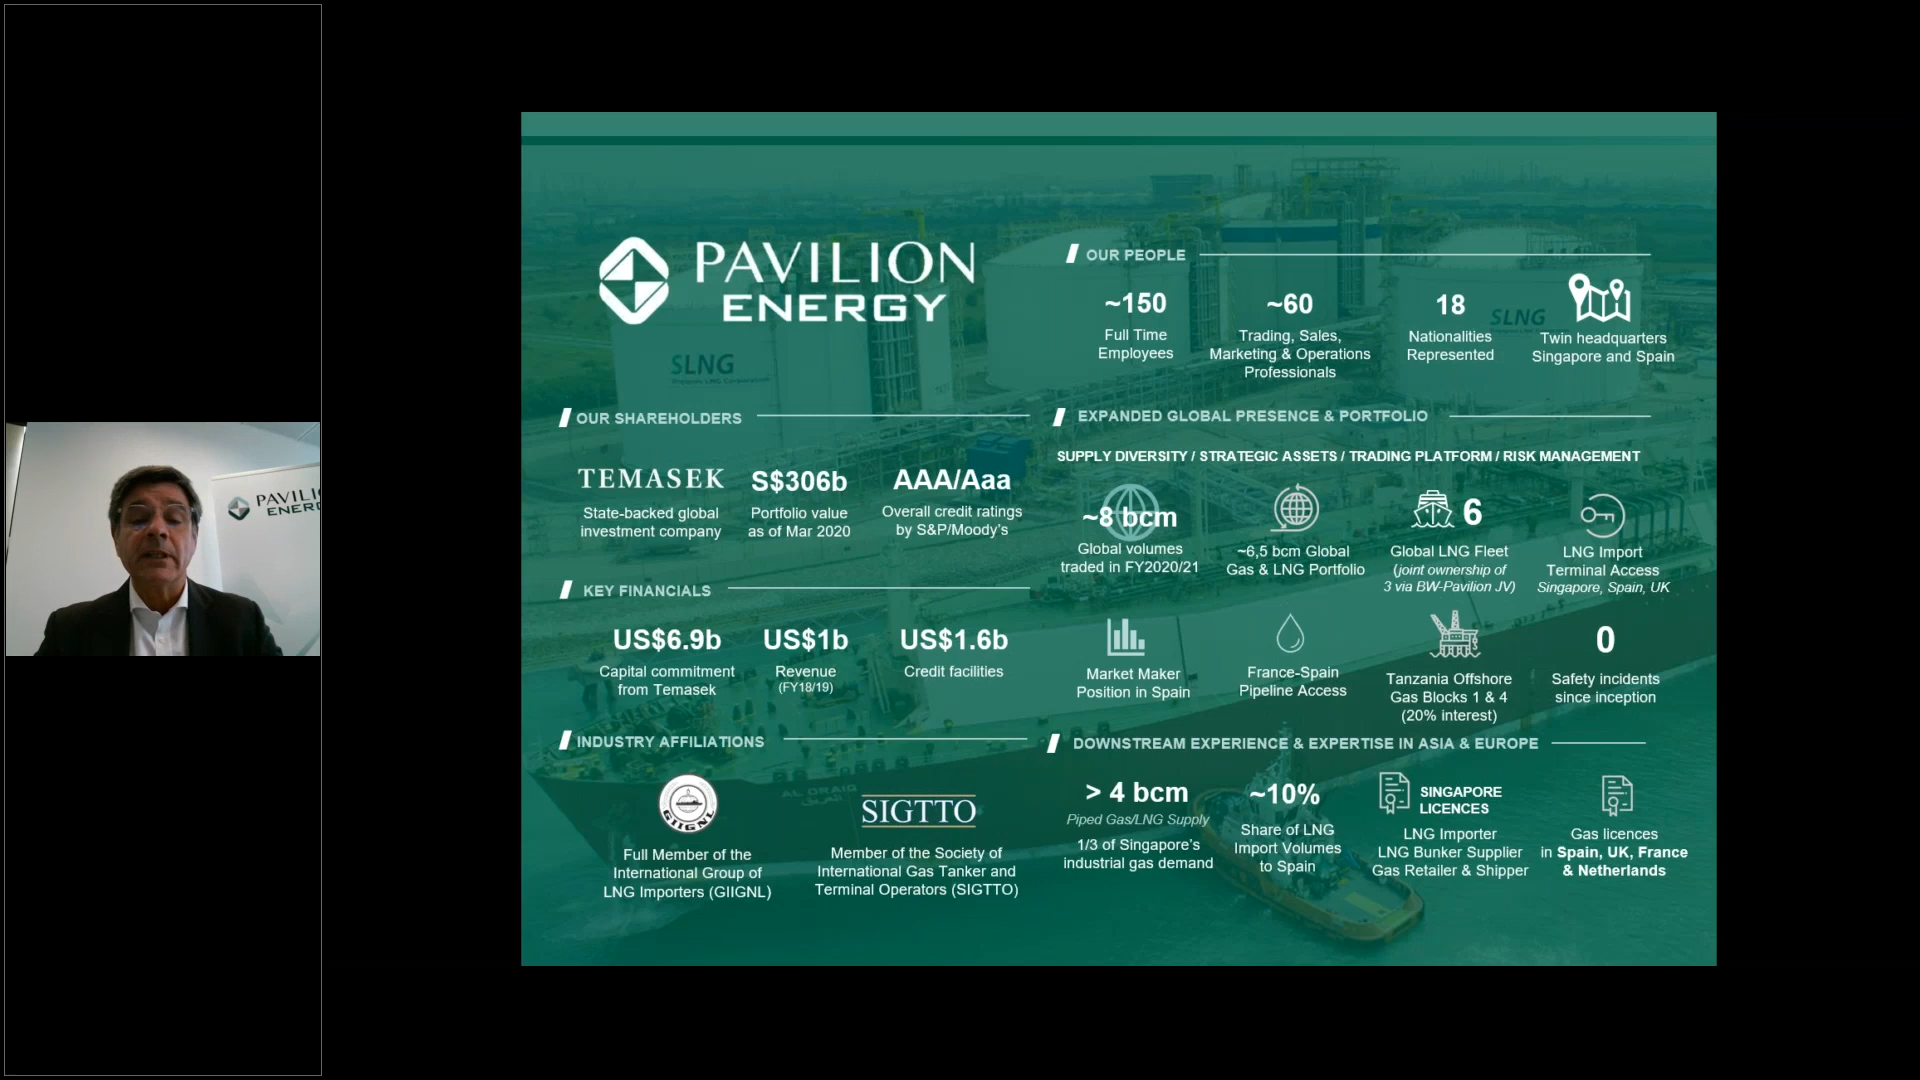 PAVILION
ENERGY
SLNG
OUR SHAREHOLDERS
TEMASEK
State-backed global
investment company
S$306b
Portfolio value
as of Mar 2020
AAA/Aaa
Overall credit ratings
by S&P/Moody's
KEY FINANCIALS
US$6.9b
Capital commitment
from Temasek
US$1b
Revenue
(FY18/19)
US$1.6b
Credit facilities
INDUSTRY AFFILIATIONS
GIIGNL
Full Member of the
International Group of
LNG Importers (GIIGNL)
AL ORAIQ
SIGTTO
Member of the Society of
International Gas Tanker and
Terminal Operators (SIGTTO)
OUR PEOPLE
~150
Full Time
Employees
~60
Trading, Sales,
Marketing & Operations
Professionals
18
Nationalities
Represented
SLNG
Twin headquarters
Singapore and Spain
EXPANDED GLOBAL PRESENCE & PORTFOLIO
SUPPLY DIVERSITY / STRATEGIC ASSETS / TRADING PLATFORM / RISK MANAGEMENT
~8 bcm
Global volumes
traded in FY2020/21
~6,5 bcm Global
Gas & LNG Portfolio
6
Global LNG Fleet
(joint ownership of
3 via BW-Pavilion JV)
LNG Import
Terminal Access
Singapore, Spain, UK
Market Maker
Position in Spain
France-Spain
Pipeline Access
Tanzania Offshore
Gas Blocks 1 & 4
(20% interest)
0
Safety incidents
since inception
DOWNSTREAM EXPERIENCE & EXPERTISE IN ASIA & EUROPE
> 4 bcm
Piped Gas/LNG Supply
1/3 of Singapore's
industrial gas demand
~10%
Share of LNG
Import Volumes
to Spain
SINGAPORE
LICENCES
LNG Importer
LNG Bunker Supplier
Gas Retailer & Shipper
Gas licences
in Spain, UK, France
& Netherlands
PAVILI
ENERG